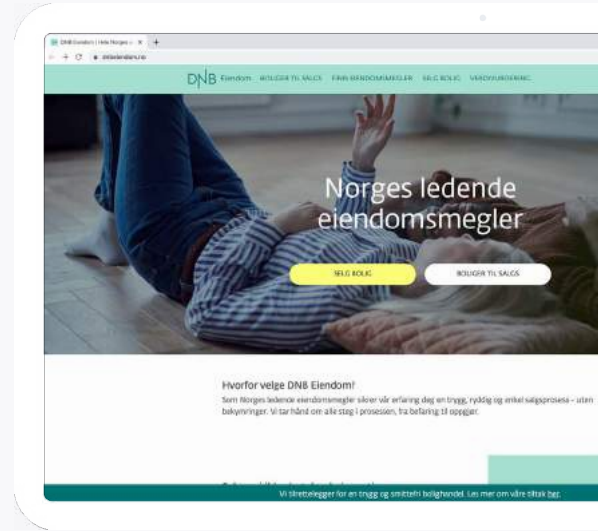 DNB Eiendom | Hele Norges
dnbeiendom.no
DNB Eiendom BOLIGER TIL SALGS FINN EIENDOMSMEGLER SELG BOLIG VERDIVURDERING
Norges ledende
eiendomsmegler
SELG BOLIG BOLIGER TIL SALGS
Hvorfor velge DNB Eiendom?
Som Norges ledende eiendomsmegler sikrer vår erfaring deg en trygg, ryddig og enkel salgsprosess – uten
bekymringer. Vi tar hånd om alle steg i prosessen, fra befaring til oppgjør.
Vi tilrettelegger for en trygg og smittefri bolighandel. Les mer om våre tiltak her.